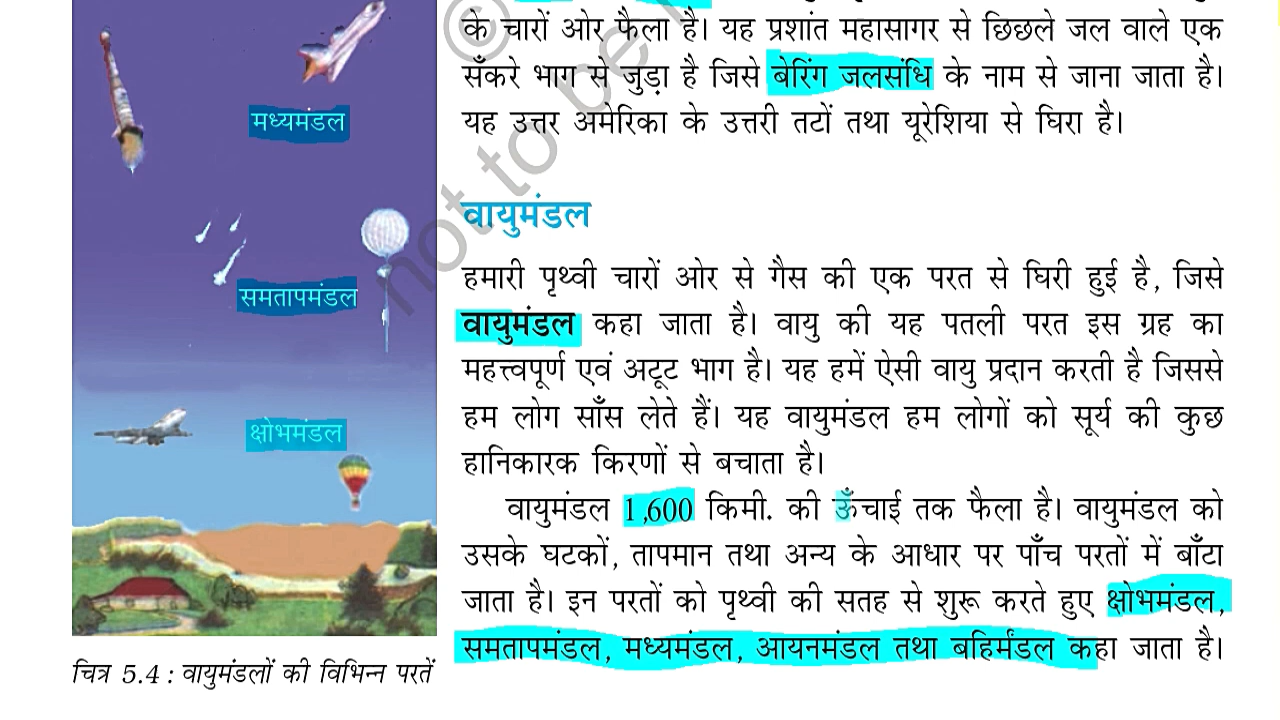 मध्यमंडल
समतापमंडल
क्षोभमंडल
चित्र 5.4 : वायुमंडलों की विभिन्न परतें
के चारों ओर फैला है। यह प्रशांत महासागर से छिछले जल वाले एक
सँकरे भाग से जुड़ा है जिसे बेरिंग जलसंधि के नाम से जाना जाता है।
यह उत्तर अमेरिका के उत्तरी तटों तथा यूरेशिया से घिरा है।
वायुमंडल
हमारी पृथ्वी चारों ओर से गैस की एक परत से घिरी हुई है, जिसे
वायुमंडल कहा जाता है। वायु की यह पतली परत इस ग्रह का
महत्त्वपूर्ण एवं अटूट भाग है। यह हमें ऐसी वायु प्रदान करती है जिससे
हम लोग साँस लेते हैं। यह वायुमंडल हम लोगों को सूर्य की कुछ
हानिकारक किरणों से बचाता है।
वायुमंडल 1,600 किमी. की ऊँचाई तक फैला है। वायुमंडल को
उसके घटकों, तापमान तथा अन्य के आधार पर पाँच परतों में बाँटा
जाता है। इन परतों को पृथ्वी की सतह से शुरू करते हुए क्षोभमंडल,
समतापमंडल, मध्यमंडल, आयनमंडल तथा बहिर्मंडल कहा जाता है।
© not to be